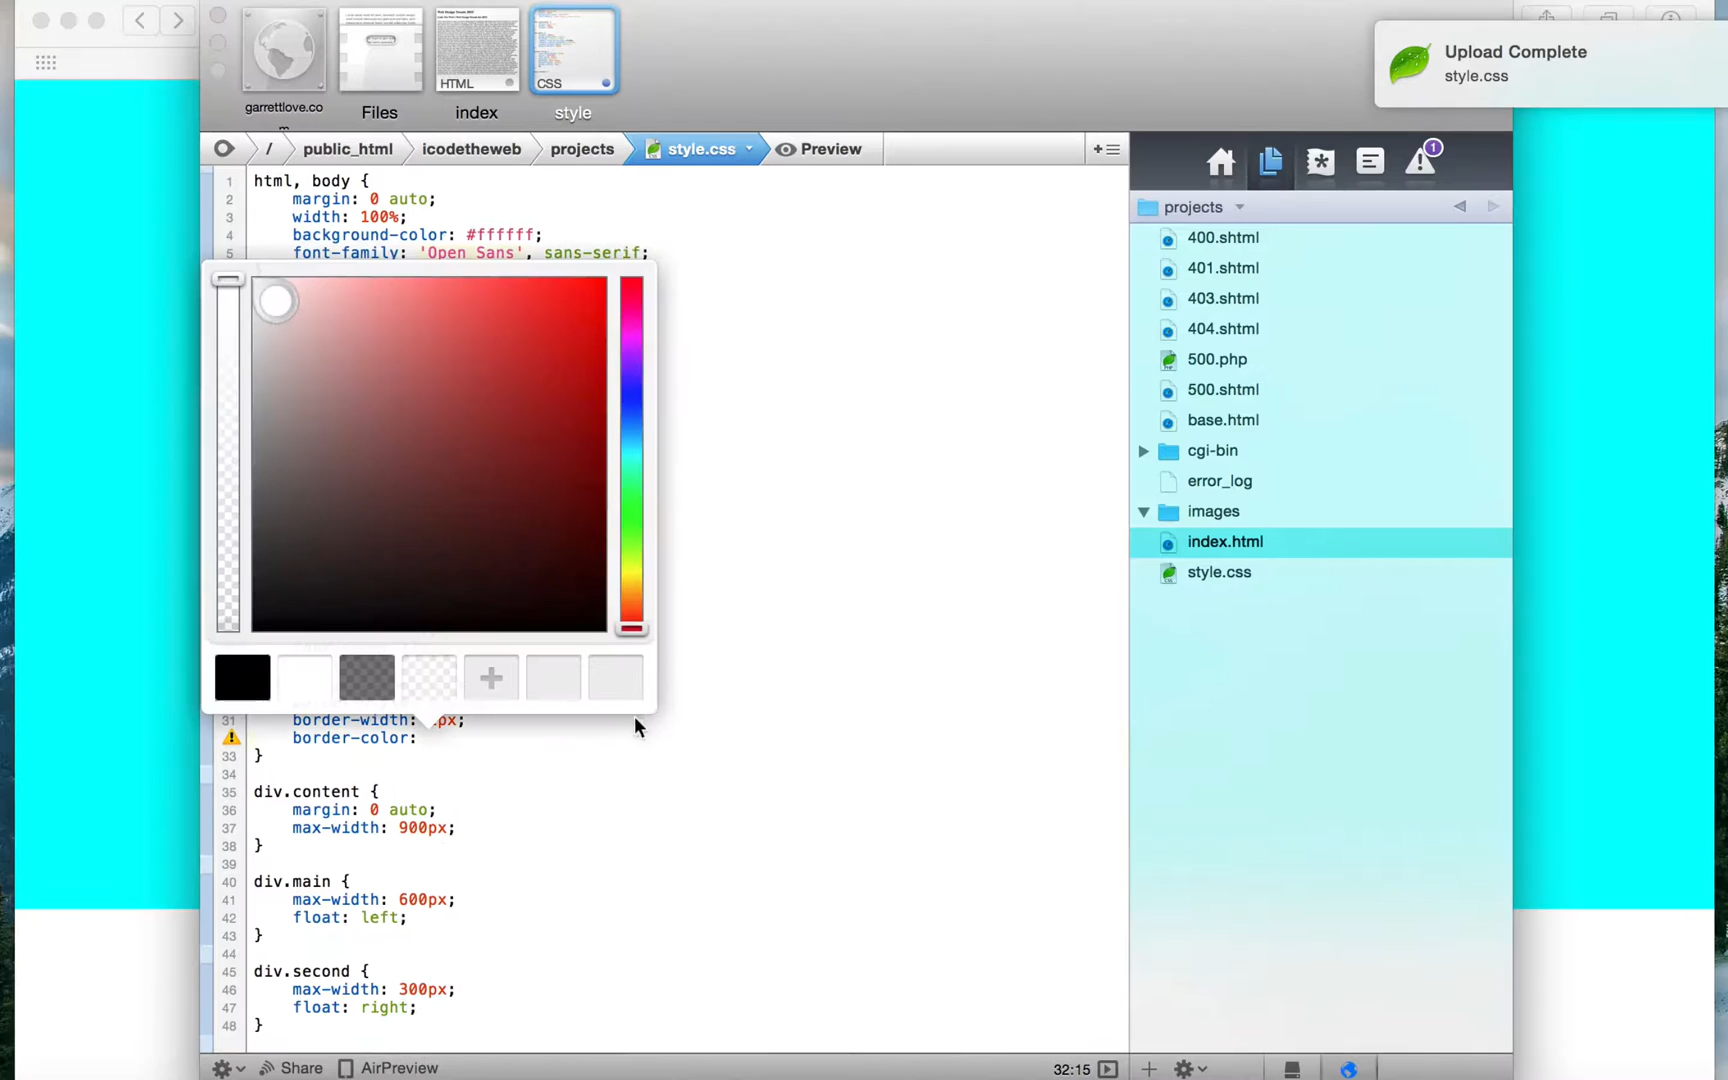 Upload Complete
style.css
HTML
CSS
garrettlove.co
m
Files
index
style
/
public_html
icodetheweb
projects
style.css
Preview
1
projects
1 html, body {
2 margin: 0 auto;
3 width: 100%;
4 background-color: #ffffff;
5 font-family: 'Open Sans', sans-serif;
31 border-width: px;
border-color:
33 }
34
35 div.content {
36 margin: 0 auto;
37 max-width: 900px;
38 }
39
40 div.main {
41 max-width: 600px;
42 float: left;
43 }
44
45 div.second {
46 max-width: 300px;
47 float: right;
48 }
400.shtml
401.shtml
403.shtml
404.shtml
500.php
500.shtml
base.html
cgi-bin
error_log
images
index.html
style.css
Share
AirPreview
32:15